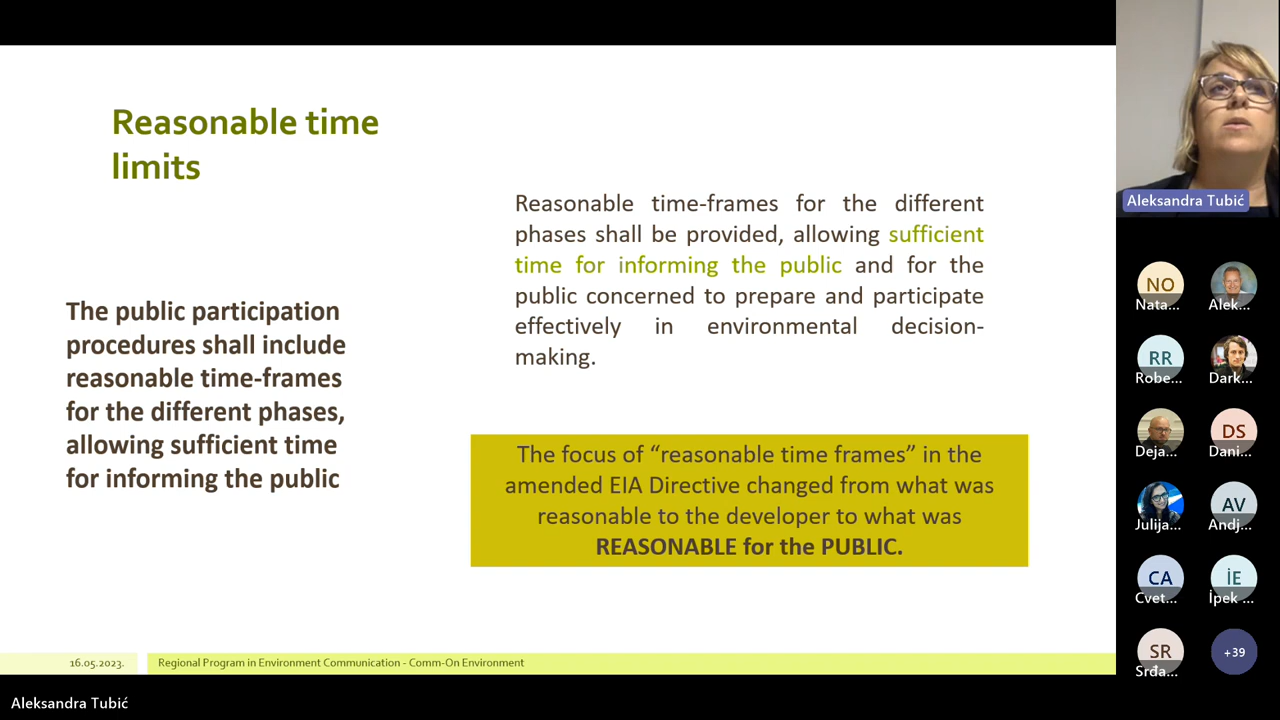 Reasonable time
limits
The public participation
procedures shall include
reasonable time-frames
for the different phases,
allowing sufficient time
for informing the public
Reasonable time-frames for the different
phases shall be provided, allowing sufficient
time for informing the public and for the
public concerned to prepare and participate
effectively in environmental decision-
making.
The focus of “reasonable time frames” in the
amended EIA Directive changed from what was
reasonable to the developer to what was
REASONABLE for the PUBLIC.
16.05.2023.
Regional Program in Environment Communication - Comm-On Environment
Aleksandra Tubić
Aleksandra Tubić
NO
Nata...
Alek...
RR
Robe...
Dark...
Deja...
DS
Dani...
Julija...
AV
Andj...
CA
Cvet...
İE
İpek ...
SR
Srđa...
+39